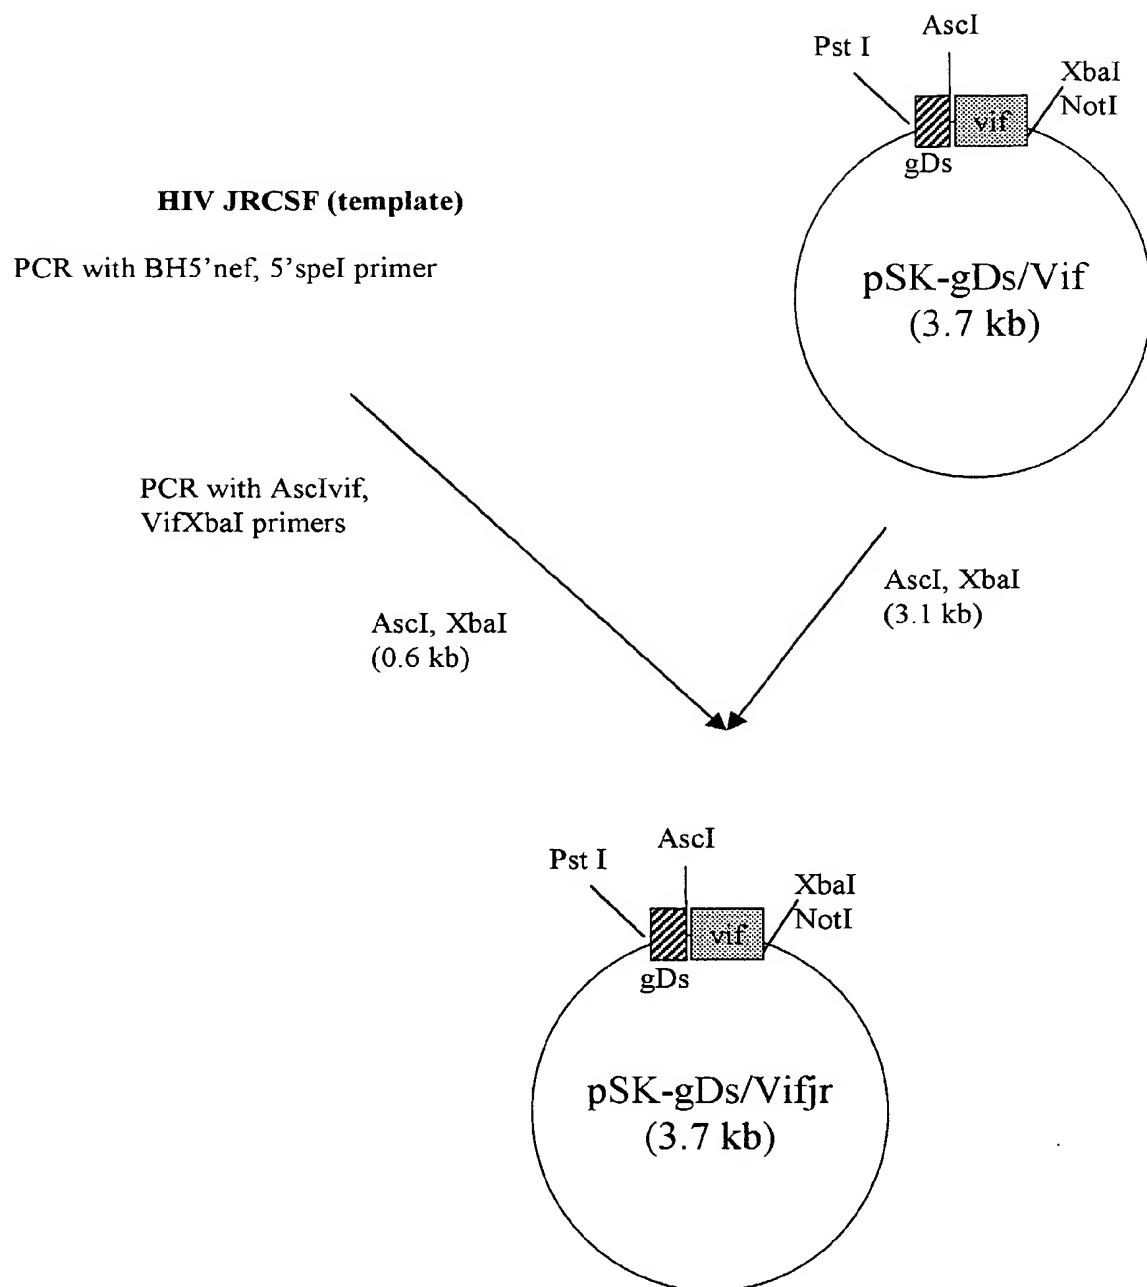 AscI
Pst I
XbaI
NotI
vif
gDs
HIV JRCSF (template)
PCR with BH5'nef, 5'speI primer
pSK-gDs/Vif
(3.7 kb)
PCR with AscIvif,
VifXbaI primers
AscI, XbaI
(3.1 kb)
AscI, XbaI
(0.6 kb)
AscI
Pst I
XbaI
NotI
vif
gDs
pSK-gDs/Vifjr
(3.7 kb)